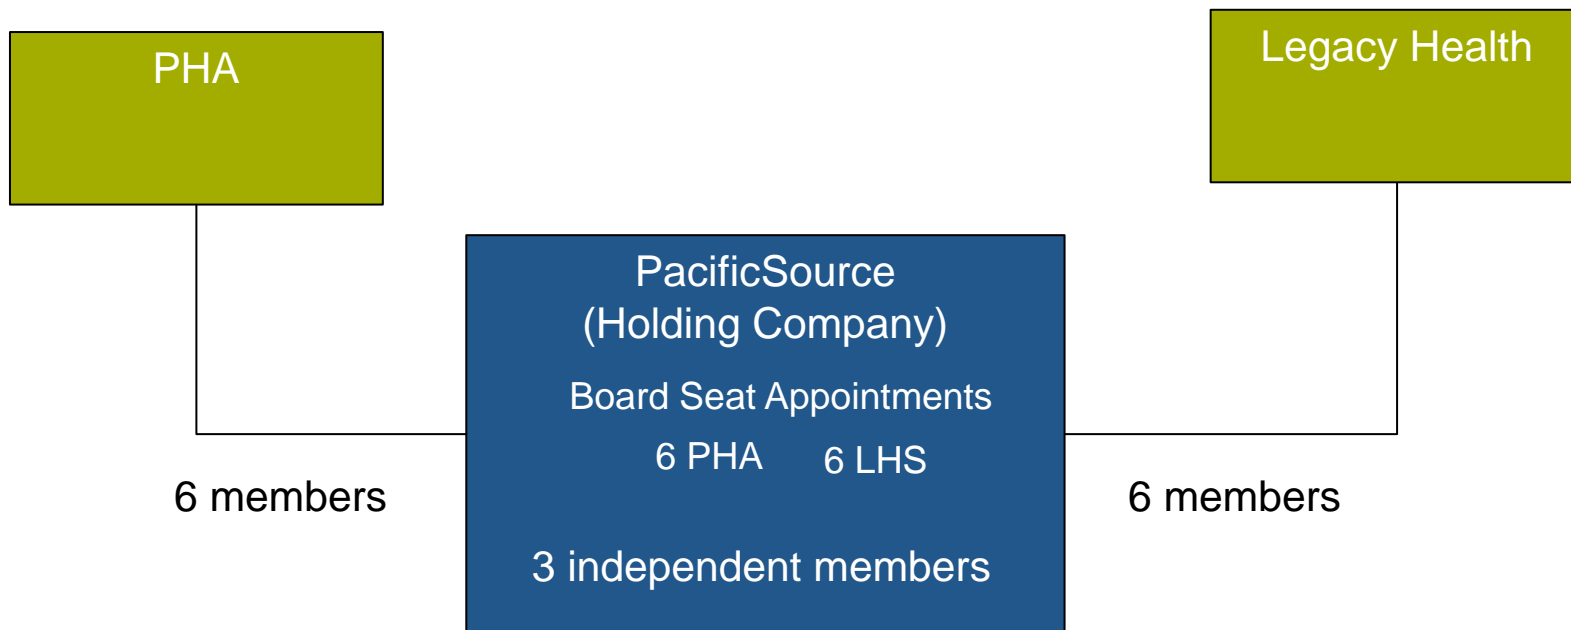 PHA
Legacy Health
PacificSource
(Holding Company)
Board Seat Appointments
6 PHA 6 LHS
6 members
6 members
3 independent members